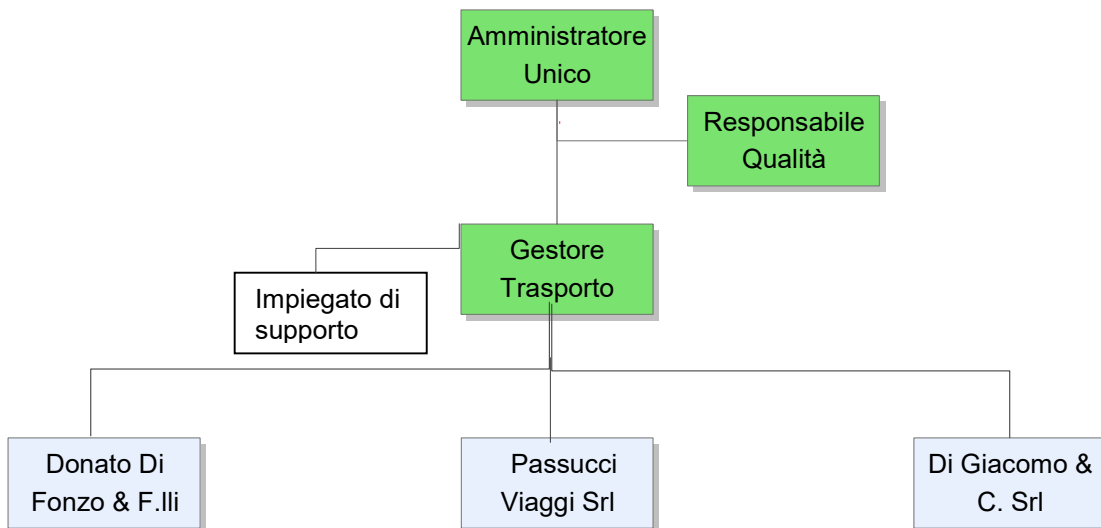 Amministratore
Unico
Responsabile
Qualità
Gestore
Trasporto
Impiegato di
supporto
Donato Di
Fonzo & F.lli
Passucci
Viaggi Srl
Di Giacomo &
C. Srl